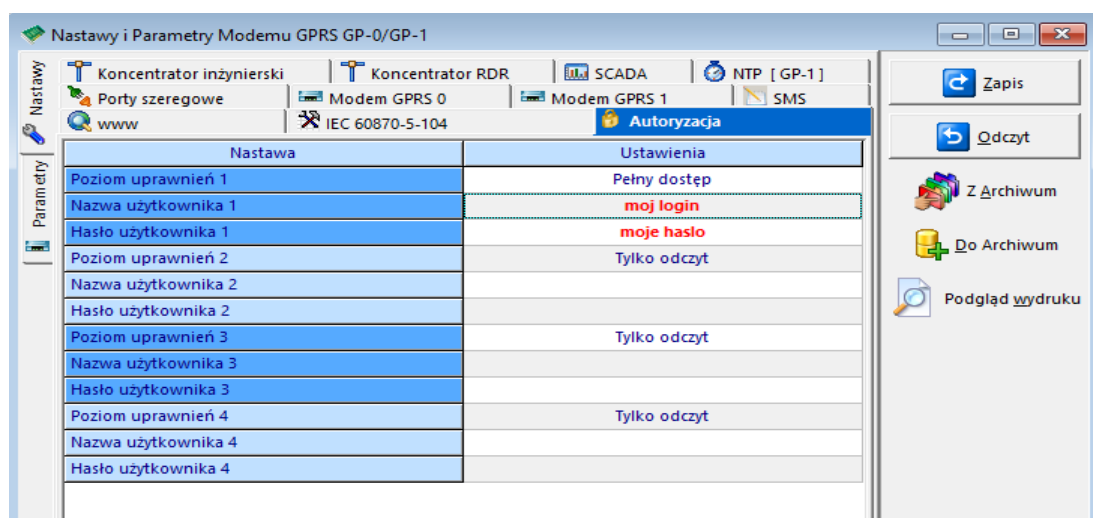 Nastawy i Parametry Modemu GPRS GP-0/GP-1
Nastawy
Parametry
Koncentrator inżynierski
Koncentrator RDR
SCADA
NTP [ GP-1 ]
Porty szeregowe
Modem GPRS 0
Modem GPRS 1
SMS
www
IEC 60870-5-104
Autoryzacja
Nastawa Ustawienia
Poziom uprawnień 1 Pełny dostęp
Nazwa użytkownika 1 moj login
Hasło użytkownika 1 moje haslo
Poziom uprawnień 2 Tylko odczyt
Nazwa użytkownika 2
Hasło użytkownika 2
Poziom uprawnień 3 Tylko odczyt
Nazwa użytkownika 3
Hasło użytkownika 3
Poziom uprawnień 4 Tylko odczyt
Nazwa użytkownika 4
Hasło użytkownika 4
Zapis
Odczyt
Z Archiwum
Do Archiwum
Podgląd wydruku